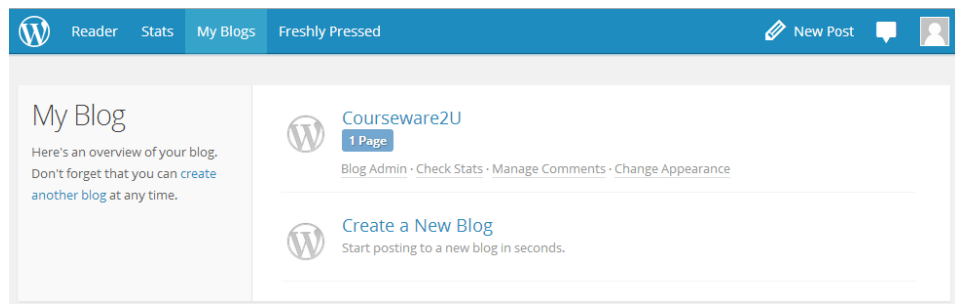 Reader Stats My Blogs Freshly Pressed New Post
My Blog
Here's an overview of your blog.
Don't forget that you can create
another blog at any time.
Courseware2U
1 Page
Blog Admin · Check Stats · Manage Comments · Change Appearance
Create a New Blog
Start posting to a new blog in seconds.